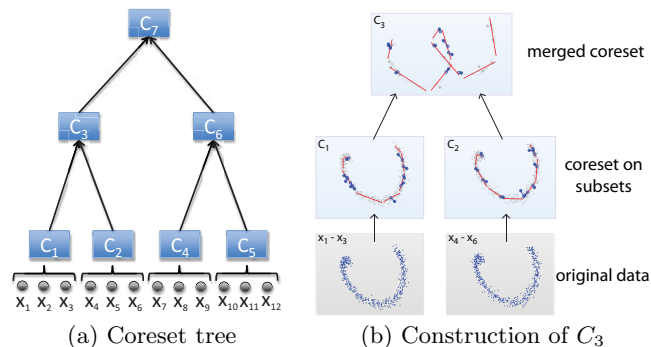 C₇
C₃
C₆
C₁
C₂
C₄
C₅
x₁ x₂ x₃ x₄ x₅ x₆ x₇ x₈ x₉ x₁₀ x₁₁ x₁₂
(a) Coreset tree
C₃
merged coreset
C₁
C₂
coreset on
subsets
x₁ - x₃
x₄ - x₆
original data
(b) Construction of C₃